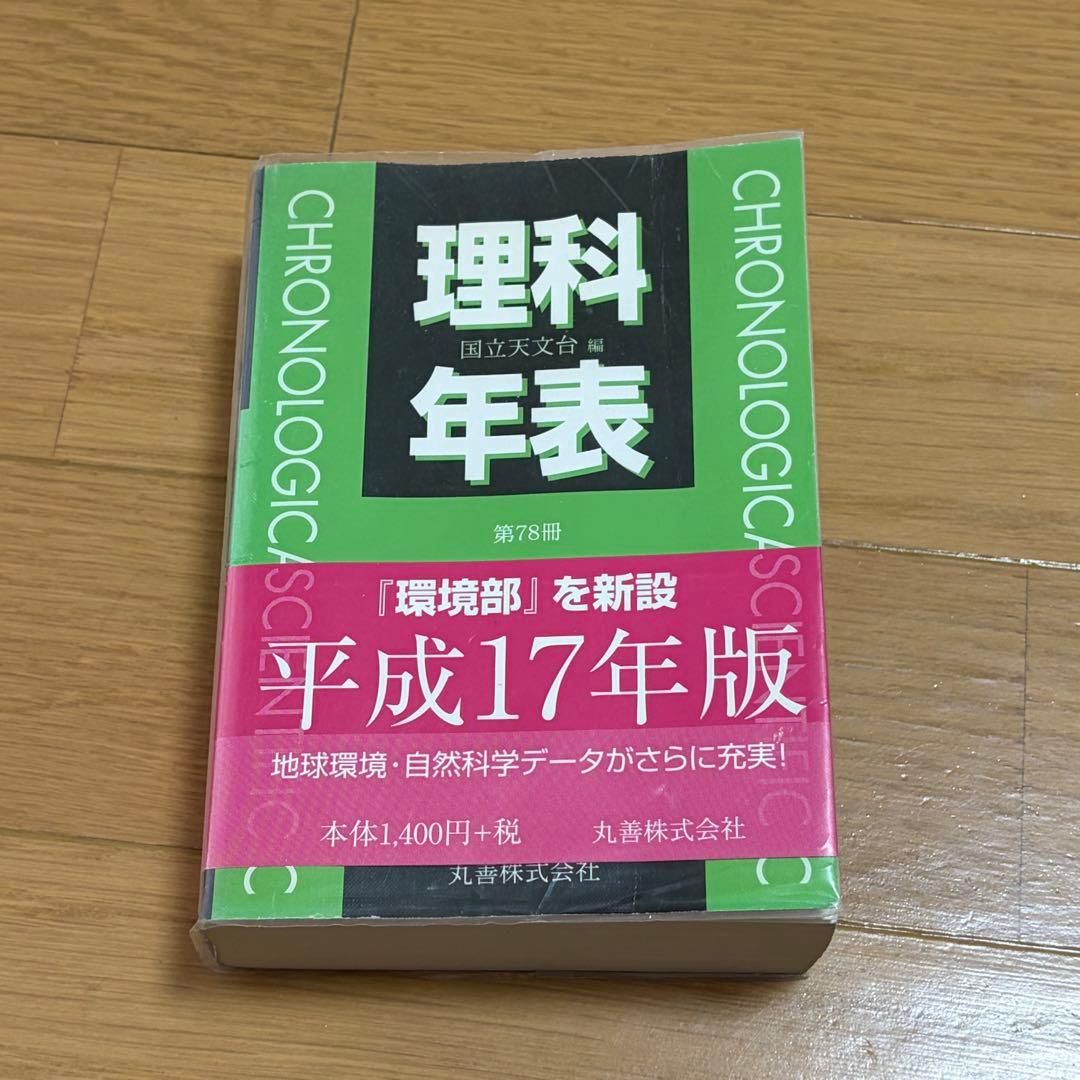 理科
国立天文台 編
年表
第78冊
『環境部』を新設
平成17年版
地球環境・自然科学データがさらに充実!
本体1,400円+税 丸善株式会社
丸善株式会社
CHRONOLOGICA
SCIENTIFIC
CHRONOLOGICA
SCIENTIFIC